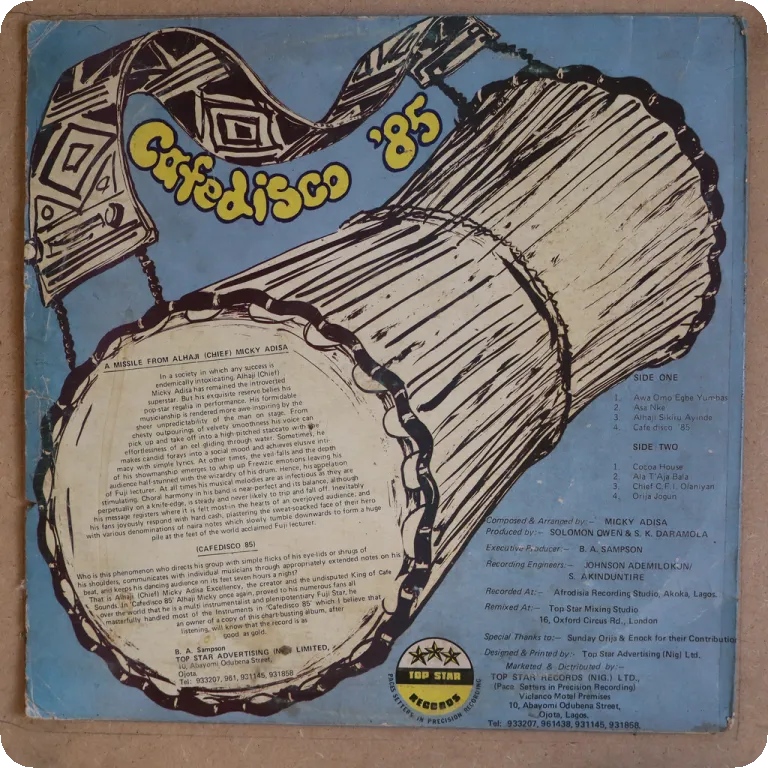 Cafedisco '85
A MISSILE FROM ALHAJI (CHIEF) MICKY ADISA
In a society in which any success is
endemically intoxicating. Alhaji (Chief)
Micky Adisa has remained the introverted
superstar. But his exquisite reserve belies his
pop-star regalia in performance. His formidable
musicianship is rendered more awe-inspiring by the
sheer unpredictability of the man on stage. From
chesty outpourings of velvety smoothness his voice can
pick up and take off into a high-pitched staccato with the
effortlessness of an eel gliding through water. Sometimes, he
makes candid forays into a social mood and achieves elusive inti-
macy with simple lyrics. At other times, the veil falls and the depth
of his showmanship emerges to whip up Frewzic emotions leaving his
audience half-stunned with the wizardry of his drum. Hence, his appelation
of Fuji lecturer. At all times his musical melodies are as infectious as they are
stimulating. Choral harmony in his band is near perfect and its balance, although
perpetually on a knife-edge, is steady and never likely to trip and fall off. Inevitably
his message registers where it is felt most-in the hearts of an overjoyed audience, and
his fans joyously respond with hard cash, plastering the sweat-soacked face of their hero
with various denominations of naira notes which slowly tumble downwards to form a huge
pile at the feet of the world acclaimed Fuji lecturer.
(CAFEDISCO 85)
Who is this phenomenon who directs his group with simple flicks of his eye-lids or shrugs of
his shoulders, communicates with individual musicians through appropriately extended notes on his
beat, and keeps his dancing audience on its feet seven hours a night?
That is Alhaji (Chief) Micky Adisa Excellency, the creator and the undisputed King of Cafe
Sounds. In 'Cafedisco 85' Alhaji Micky once again, proved to his numerous fans all
over the world that he is a multi instrumentalist and plenipotentiary Fuji Star, he
masterfully handled most of the Instruments in 'Cafedisco 85' which I believe that
an owner of a copy of this chart-busting album, after
listening, will know that the record is as
good as gold.
B. A. Sampson
TOP STAR ADVERTISING LIMITED,
10, Abayomi Odubena Street,
Ojota.
Tel: 933207, 961, 931145, 931858
TOP STAR
RECORDS
PACE SETTERS IN PRECISION RECORDING
SIDE ONE
1. Awa Omo Egbe Yumbas
2. Asa Nka
3. Alhaji Sikiru Ayinde
4. Cafe disco '85
SIDE TWO
1 Cocoa House
2. Ala T'Aja Bala
3. Chief C.F.I. Olaniyan
4. Orija Jogun
Composed & Arranged by:- MICKY ADISA
Produced by:- SOLOMON OWEN & S. K. DARAMOLA
Executive Producer:- B. A. SAMPSON
Recording Engineers:- JOHNSON ADEMILOKUN/
S. AKINDUNTIRE
Recorded At:- Afrodisia Recording Studio, Akoka, Lagos.
Remixed At:- Top Star Mixing Studio
16, Oxford Circus Rd., London
Special Thanks to:- Sunday Orija & Enock for their Contribution
Designed & Printed by:- Top Star Advertising (Nig) Ltd.
Marketed & Distributed by:-
TOP STAR RECORDS (NIG.) LTD.,
(Pace Setters in Precision Recording)
Viclanco Motel Premises
10, Abayomi Odubena Street,
Ojota, Lagos.
Tel: 933207, 961438, 931145, 931858.